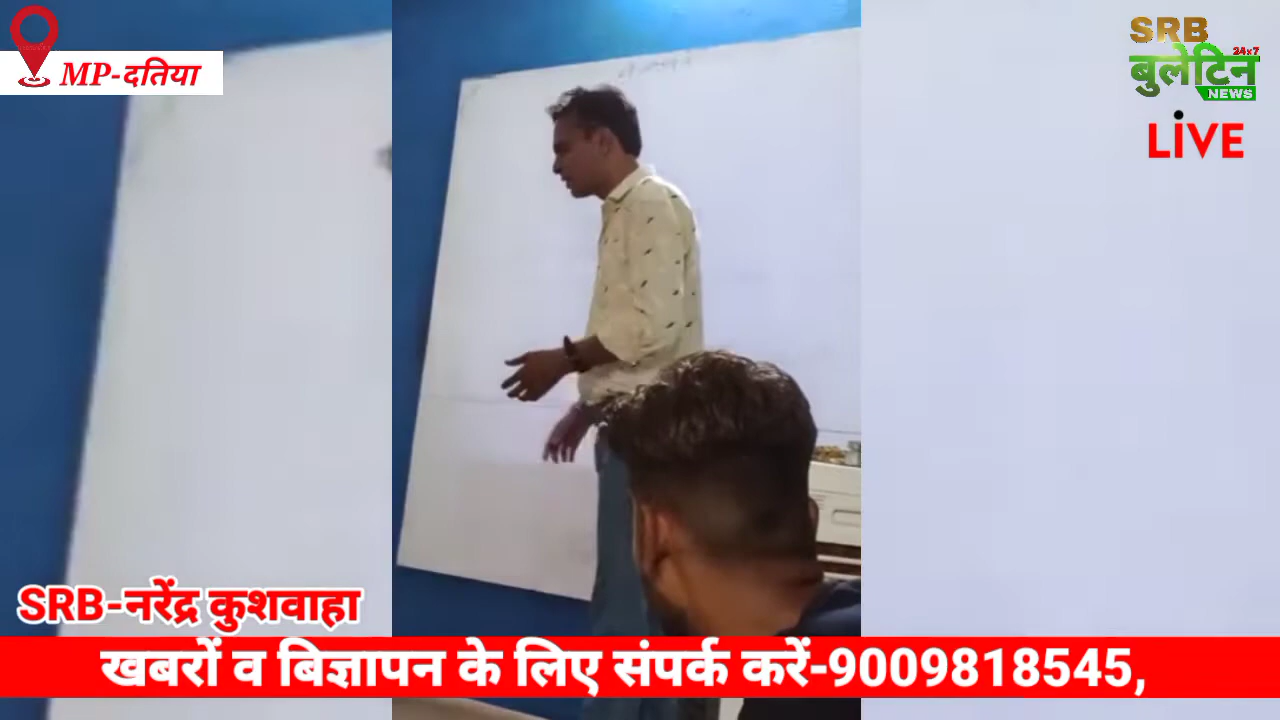 MP-दतिया
SRB
24x7
बुलेटिन
NEWS
LiVE
SRB-नरेंद्र कुशवाहा
खबरों व बिज्ञापन के लिए संपर्क करें-9009818545,